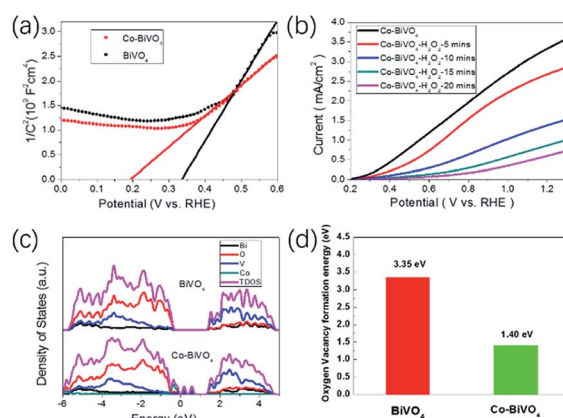 (a)
Co-BiVO₄
BiVO₄
1/C²(10⁹ F²cm⁴)
3.0
2.5
2.0
1.5
1.0
0.5
0.0
0.0 0.1 0.2 0.3 0.4 0.5 0.6
Potential (V vs. RHE)
(b)
Co-BiVO₄
Co-BiVO₄-H₂O₂-5 mins
Co-BiVO₄-H₂O₂-10 mins
Co-BiVO₄-H₂O₂-15 mins
Co-BiVO₄-H₂O₂-20 mins
Current ( mA/cm²)
4.0
3.5
3.0
2.5
2.0
1.5
1.0
0.5
0.0
0.2 0.4 0.6 0.8 1.0 1.2
Potential ( V vs. RHE)
(c)
Bi
O
V
Co
TDOS
BiVO₄
Co-BiVO₄
Density of States (a.u.)
-6 -4 -2 0 2 4
Energy (eV)
(d)
Oxygen Vacancy formation energy (eV)
4.5
4.0
3.5
3.0
2.5
2.0
1.5
1.0
0.5
0.0
3.35 eV
1.40 eV
BiVO₄
Co-BiVO₄